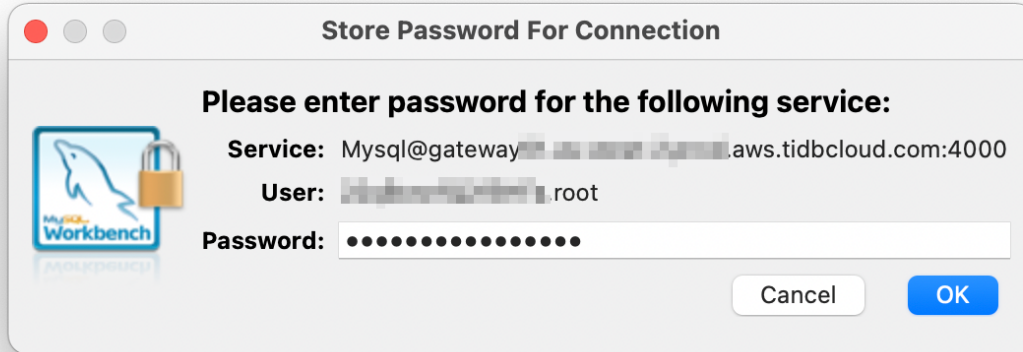 Store Password For Connection
Please enter password for the following service:
Service: Mysql@gateway .aws.tidbcloud.com:4000
User: .root
Password: ••••••••••••••••
MySQL
Workbench
Cancel
OK